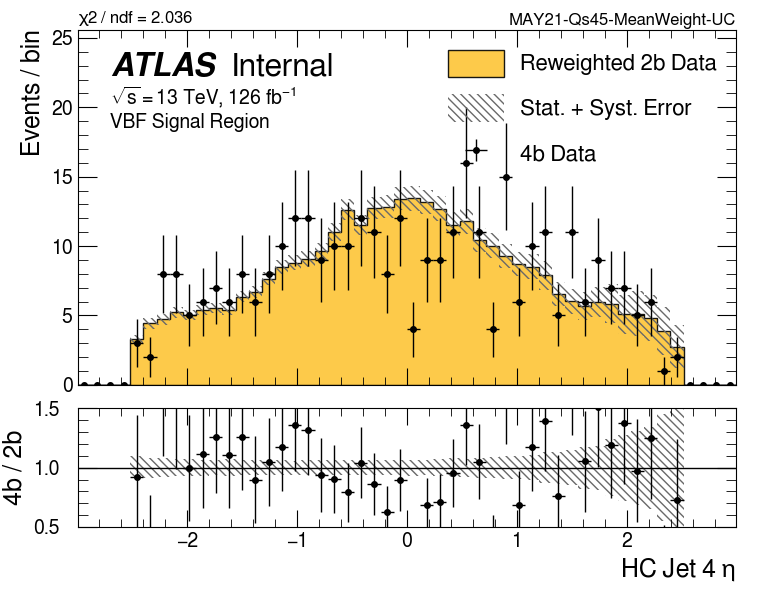 χ2 / ndf = 2.036
MAY21-Qs45-MeanWeight-UC
Events / bin
25
20
15
10
5
0
ATLAS Internal
√s = 13 TeV, 126 fb⁻¹
VBF Signal Region
Reweighted 2b Data
Stat. + Syst. Error
4b Data
4b / 2b
1.5
1.0
0.5
−2 −1 0 1 2
HC Jet 4 η